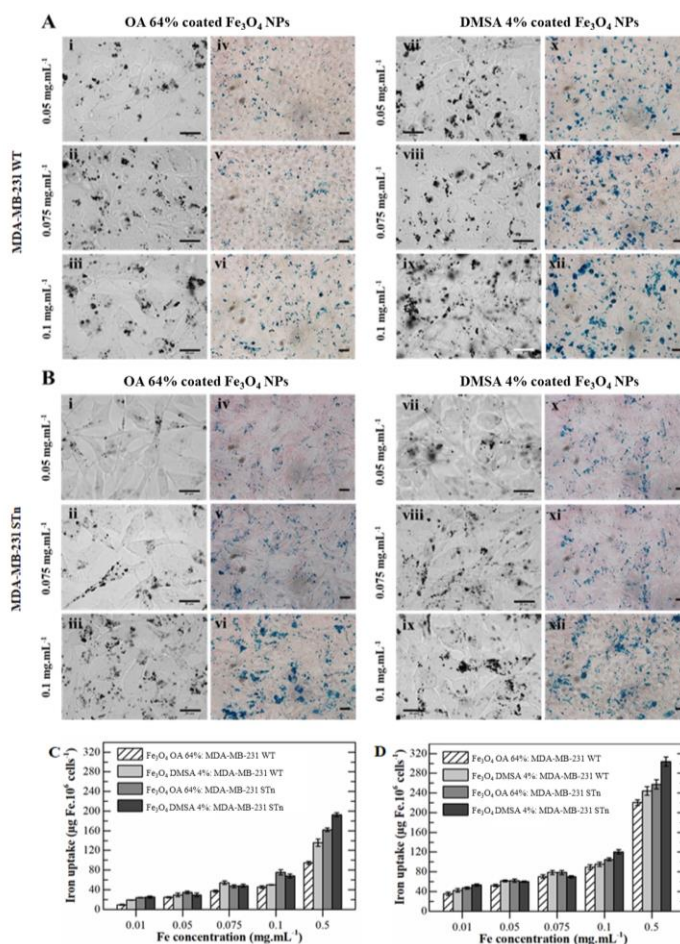 A
OA 64% coated Fe₃O₄ NPs
DMSA 4% coated Fe₃O₄ NPs
MDA-MB-231 WT
0.05 mg.mL⁻¹
i
iv
vii
x
0.075 mg.mL⁻¹
ii
v
viii
xi
0.1 mg.mL⁻¹
iii
vi
ix
xii
B
OA 64% coated Fe₃O₄ NPs
DMSA 4% coated Fe₃O₄ NPs
MDA-MB-231 STn
0.05 mg.mL⁻¹
i
iv
vii
x
0.075 mg.mL⁻¹
ii
v
viii
xi
0.1 mg.mL⁻¹
iii
vi
ix
xii
C
Iron uptake (µg Fe.10⁶ cells⁻¹)
320
280
240
200
160
120
80
40
0
Fe₃O₄ OA 64%: MDA-MB-231 WT
Fe₃O₄ DMSA 4%: MDA-MB-231 WT
Fe₃O₄ OA 64%: MDA-MB-231 STn
Fe₃O₄ DMSA 4%: MDA-MB-231 STn
0.01 0.05 0.075 0.1 0.5
Fe concentration (mg.mL⁻¹)
D
Iron uptake (µg Fe.10⁶ cells⁻¹)
320
280
240
200
160
120
80
40
0
Fe₃O₄ OA 64%: MDA-MB-231 WT
Fe₃O₄ DMSA 4%: MDA-MB-231 WT
Fe₃O₄ OA 64%: MDA-MB-231 STn
Fe₃O₄ DMSA 4%: MDA-MB-231 STn
0.01 0.05 0.075 0.1 0.5
Fe concentration (mg.mL⁻¹)